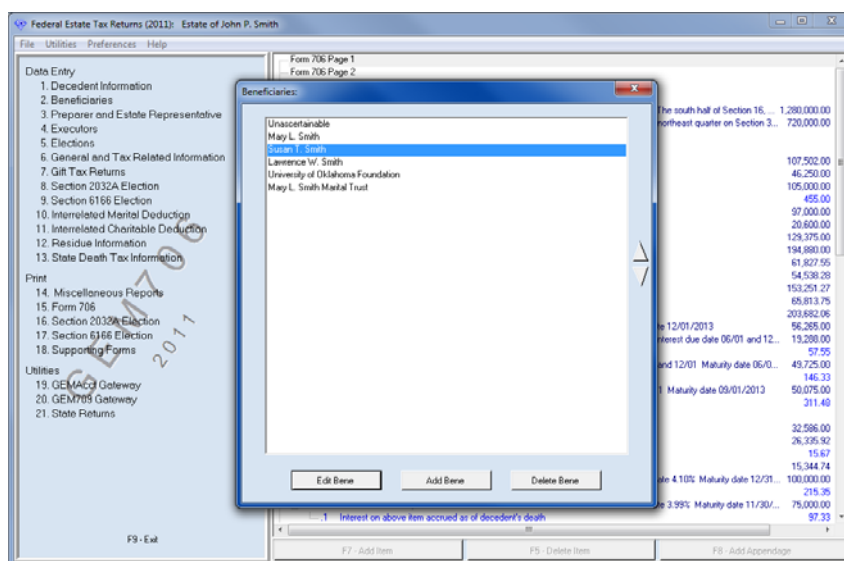 Federal Estate Tax Returns (2011): Estate of John P. Smith
File Utilities Preferences Help
Data Entry
1. Decedent Information
2. Beneficiaries
3. Preparer and Estate Representative
4. Executors
5. Elections
6. General and Tax Related Information
7. Gift Tax Returns
8. Section 2032A Election
9. Section 6166 Election
10. Interrelated Marital Deduction
11. Interrelated Charitable Deduction
12. Residue Information
13. State Death Tax Information
Print
14. Miscellaneous Reports
15. Form 706
16. Section 2032A Election
17. Section 6166 Election
18. Supporting Forms
Utilities
19. GEMAcct Gateway
20. GEM709 Gateway
21. State Returns
GEM706
2011
F9 - Exit
Form 706 Page 1
Form 706 Page 2
Beneficiaries:
Unascertainable
Mary L. Smith
Susan T. Smith
Lawrence W. Smith
University of Oklahoma Foundation
Mary L. Smith Marital Trust
Edit Bene Add Bene Delete Bene
The south half of Section 16, ... 1,280,000.00
northeast quarter on Section 3... 720,000.00
107,502.00
46,250.00
105,000.00
455.00
97,000.00
20,600.00
129,375.00
194,880.00
61,827.55
54,538.28
153,251.27
65,813.75
203,682.06
te 12/01/2013 56,265.00
nterest due date 06/01 and 12... 19,288.00
57.55
and 12/01 Maturity date 06/0... 49,725.00
146.33
1 Maturity date 09/01/2013 50,075.00
311.48
32,586.00
26,335.92
15.67
15,344.74
ate 4.10% Maturity date 12/31... 100,000.00
215.35
te 3.99% Maturity date 11/30/... 75,000.00
.1 Interest on above item accrued as of decedent's death 97.33
F7 - Add Item F5 - Delete Item F8 - Add Appendage